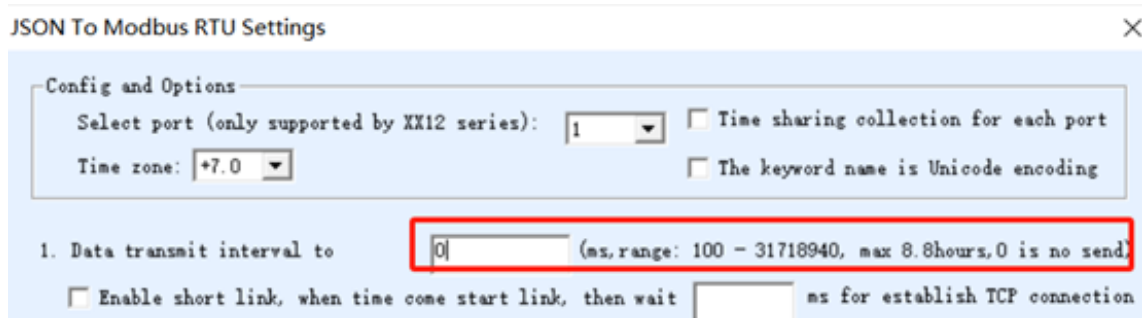 JSON To Modbus RTU Settings
Config and Options
Select port (only supported by XX12 series): 1 Time sharing collection for each port
Time zone: +7.0 The keyword name is Unicode encoding
1. Data transmit interval to 0 (ms,range: 100 - 31718940, max 8.8hours,0 is no send)
Enable short link, when time come start link, then wait ms for establish TCP connection